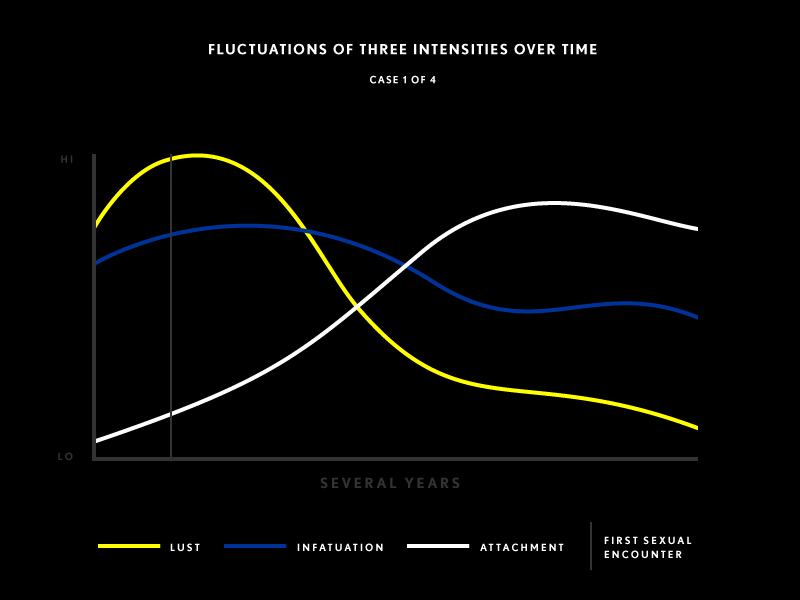 FLUCTUATIONS OF THREE INTENSITIES OVER TIME
CASE 1 OF 4
HI
LO
SEVERAL YEARS
LUST
INFATUATION
ATTACHMENT
FIRST SEXUAL
ENCOUNTER